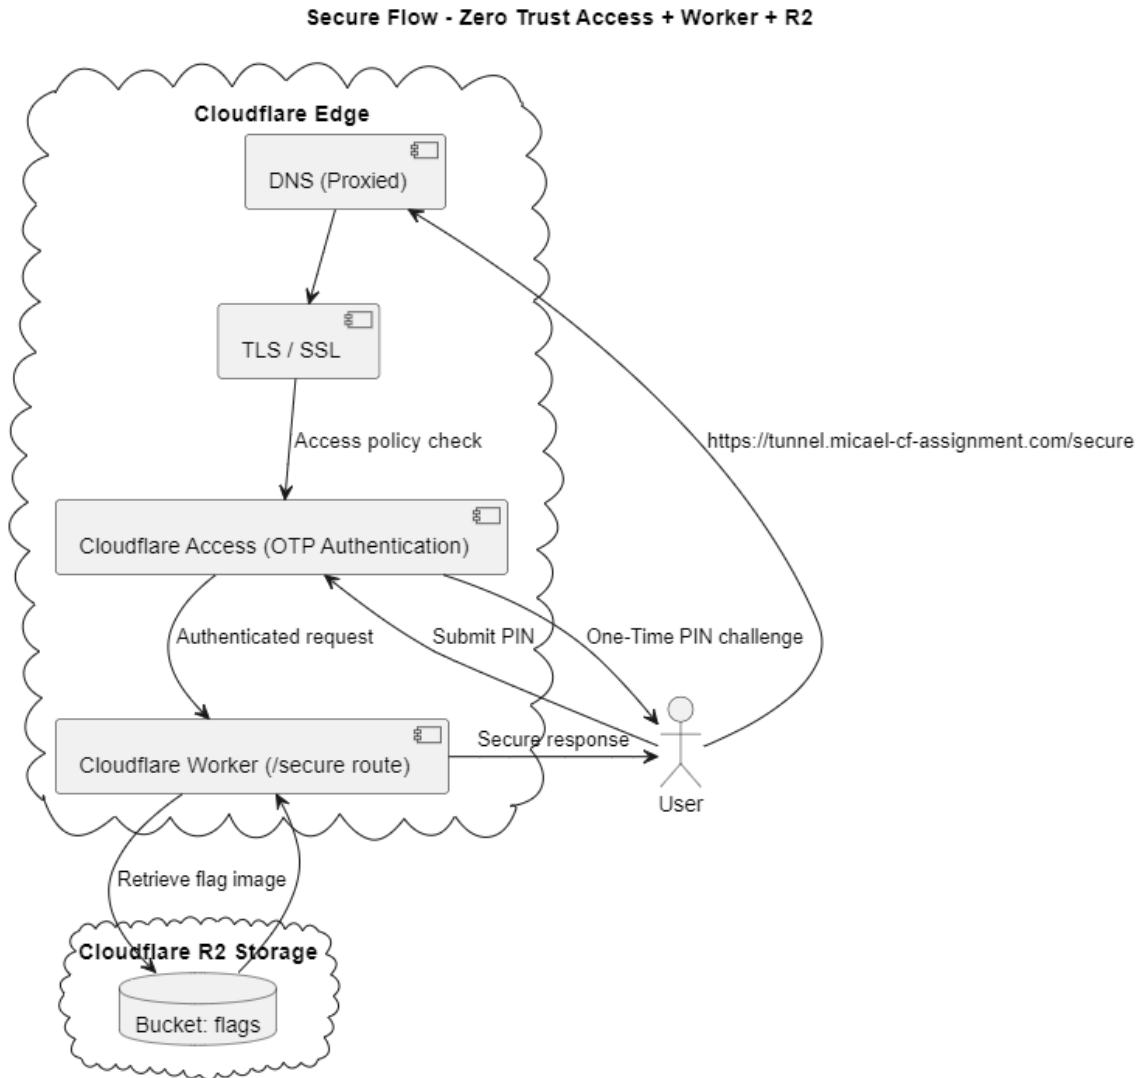 Secure Flow - Zero Trust Access + Worker + R2
Cloudflare Edge
DNS (Proxied)
TLS / SSL
Access policy check
https://tunnel.micael-cf-assignment.com/secure
Cloudflare Access (OTP Authentication)
Authenticated request
Submit PIN
One-Time PIN challenge
Secure response
Cloudflare Worker (/secure route)
User
Retrieve flag image
Cloudflare R2 Storage
Bucket: flags